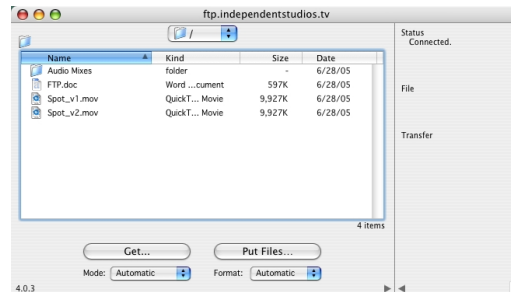 ftp.independentstudios.tv
/
Status
Connected.
Name Kind Size Date
Audio Mixes folder - 6/28/05
FTP.doc Word ...cument 597K 6/28/05
Spot_v1.mov QuickT... Movie 9,927K 6/28/05
Spot_v2.mov QuickT... Movie 9,927K 6/28/05
File
Transfer
4 items
Get... Put Files...
Mode: Automatic Format: Automatic
4.0.3